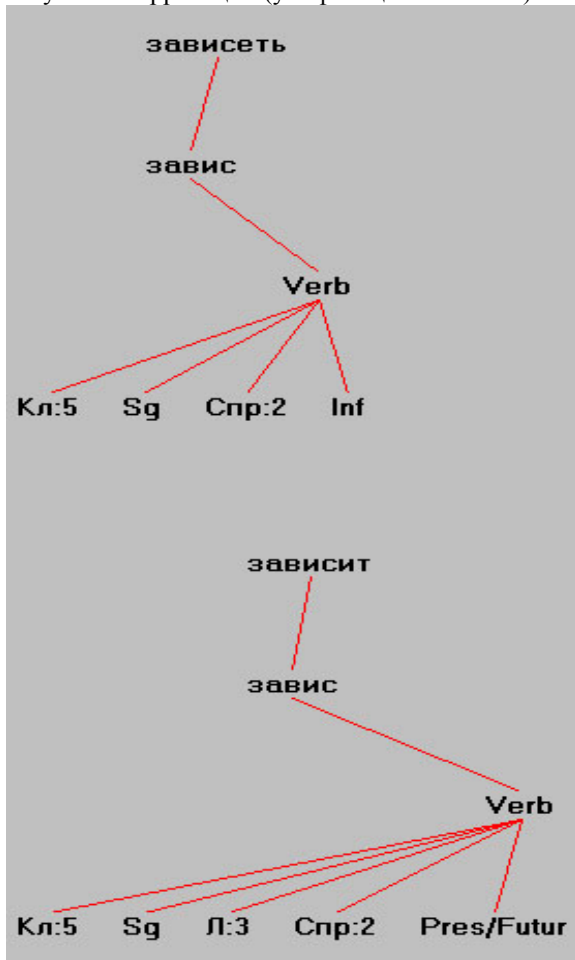 зависеть
завис
Verb
Кл:5 Sg Спр:2 Inf
зависит
завис
Verb
Кл:5 Sg Л:3 Спр:2 Pres/Futur